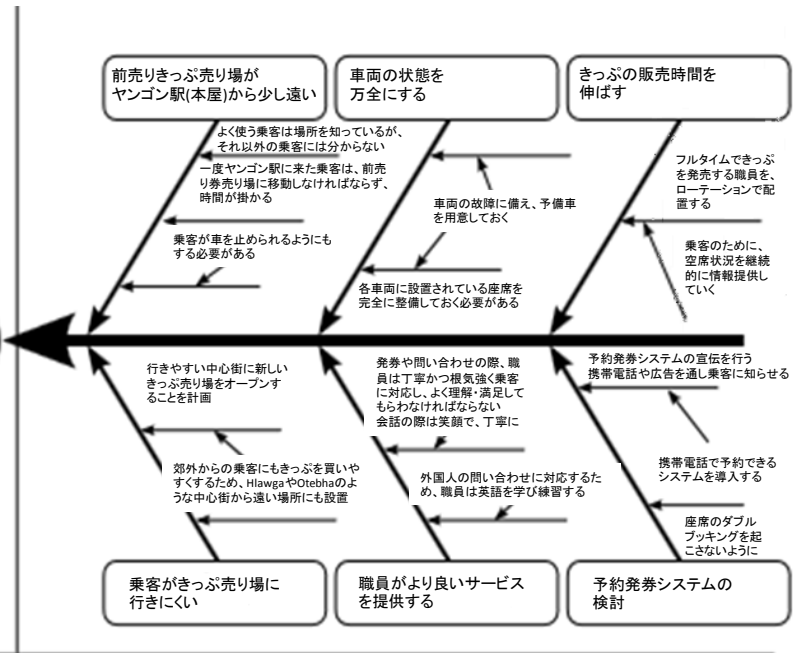 前売りきっぷ売り場が
ヤンゴン駅(本屋)から少し遠い
車両の状態を
万全にする
きっぷの販売時間を
伸ばす
よく使う乗客は場所を知っているが、
それ以外の乗客には分からない
一度ヤンゴン駅に来た乗客は、前売
り券売り場に移動しなければならず、
時間が掛かる
乗客が車を止められるようにも
する必要がある
車両の故障に備え、予備車
を用意しておく
各車両に設置されている座席を
完全に整備しておく必要がある
フルタイムできっぷ
を発売する職員を、
ローテーションで配
置する
乗客のために、
空席状況を継続
的に情報提供し
ていく
行きやすい中心街に新しい
きっぷ売り場をオープンす
ることを計画
郊外からの乗客にもきっぷを買いや
すくするため、HlawgaやOtebhaのよ
うな中心街から遠い場所にも設置
発券や問い合わせの際、職
員は丁寧かつ根気強く乗客
に対応し、よく理解・満足して
もらわなければならない
会話の際は笑顔で、丁寧に
外国人の問い合わせに対応するた
め、職員は英語を学び練習する
予約発券システムの宣伝を行う
携帯電話や広告を通し乗客に知らせる
携帯電話で予約できる
システムを導入する
座席のダブル
ブッキングを起
こさないように
乗客がきっぷ売り場に
行きにくい
職員がより良いサービス
を提供する
予約発券システムの
検討